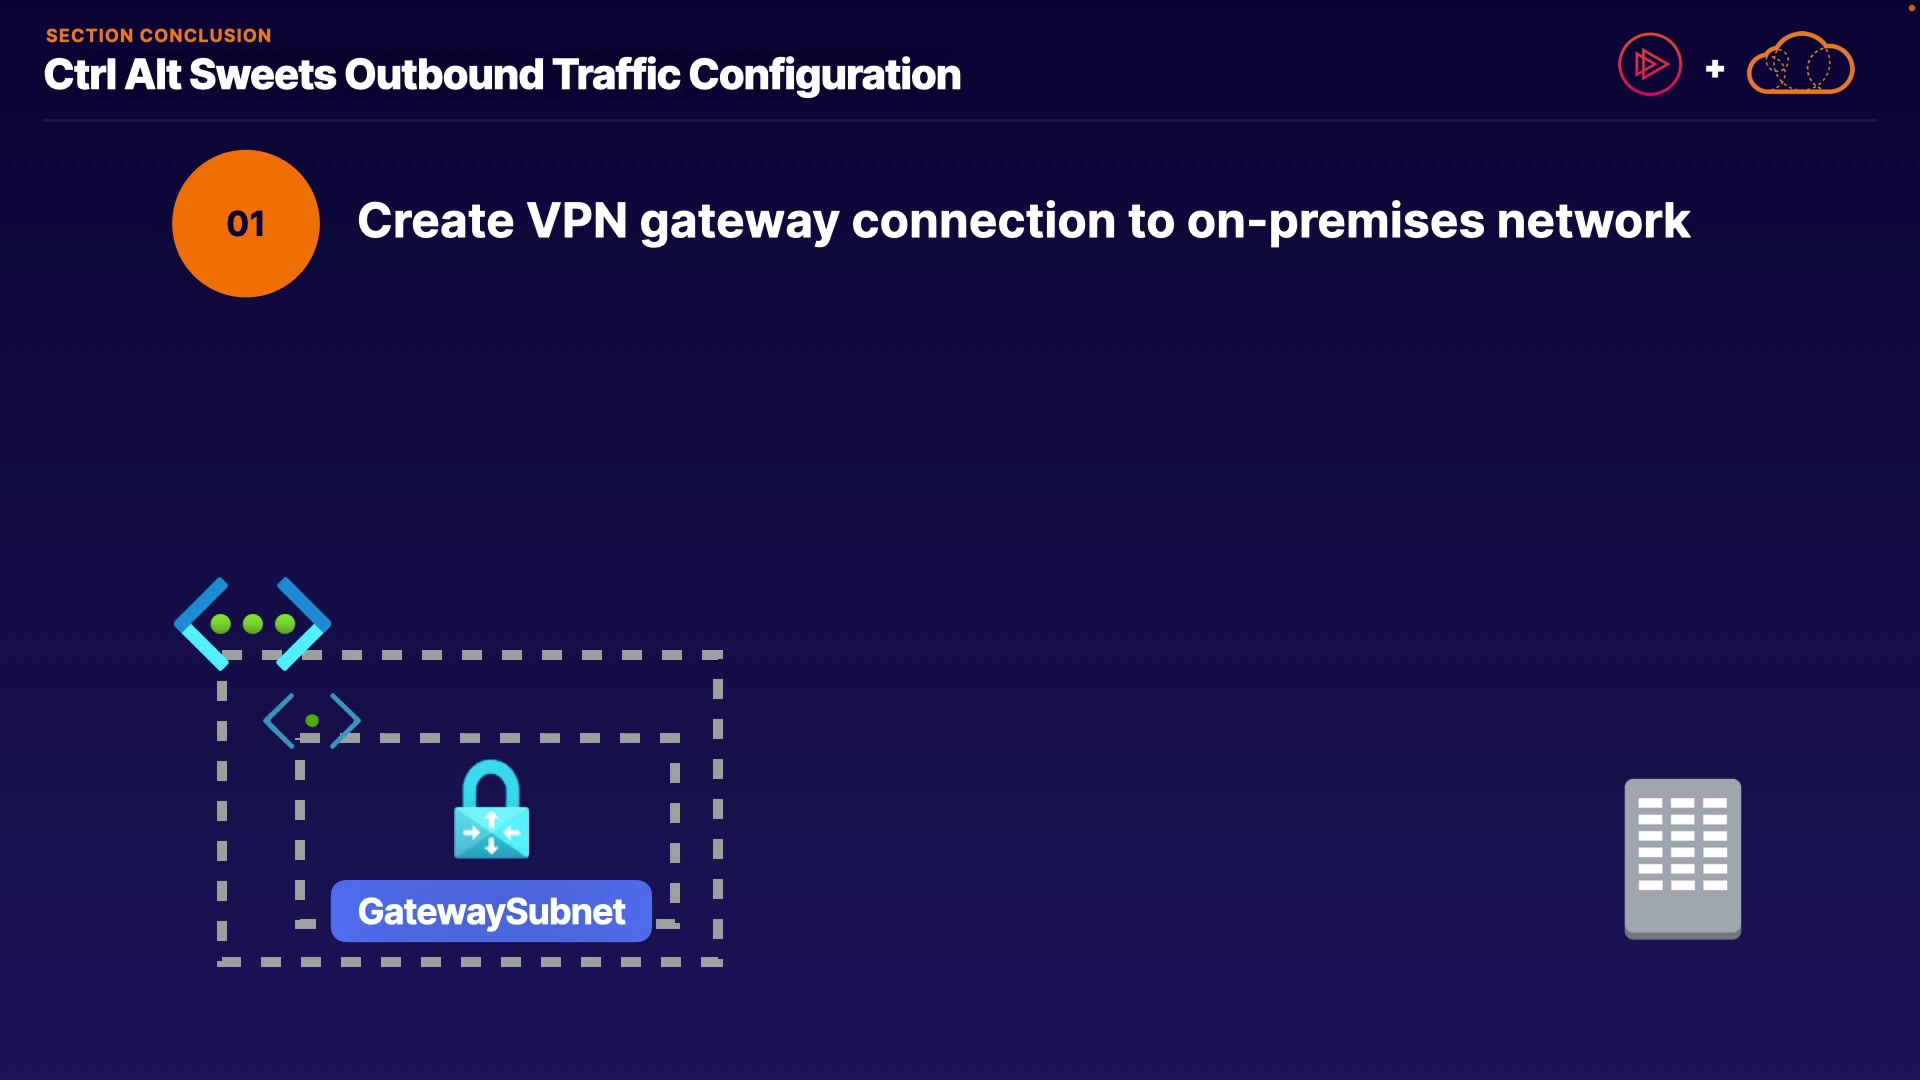 SECTION CONCLUSION
Ctrl Alt Sweets Outbound Traffic Configuration
+
01
Create VPN gateway connection to on-premises network
GatewaySubnet